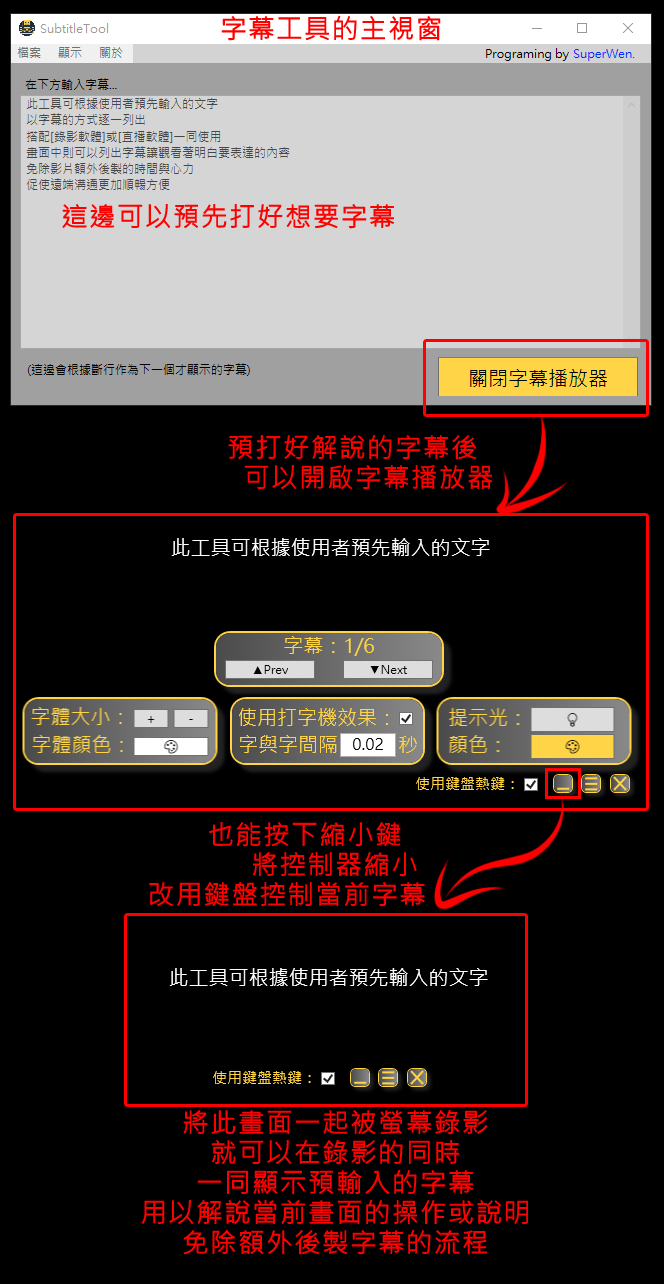 SubtitleTool
字幕工具的主視窗
檔案 顯示 關於
Programing by SuperWen.
在下方輸入字幕...
此工具可根據使用者預先輸入的文字
以字幕的方式逐一列出
搭配[錄影軟體]或[直播軟體]一同使用
畫面中則可以列出字幕讓觀看著明白要表達的內容
免除影片額外後製的時間與心力
促使遠端溝通更加順暢方便
這邊可以預先打好想要字幕
(這邊會根據斷行作為下一個才顯示的字幕)
關閉字幕播放器
預打好解說的字幕後
可以開啟字幕播放器
此工具可根據使用者預先輸入的文字
字幕：1/6
▲Prev ▼Next
字體大小： + -
字體顏色：
使用打字機效果：
字與字間隔 0.02 秒
提示光：
顏色：
使用鍵盤熱鍵：
也能按下縮小鍵
將控制器縮小
改用鍵盤控制當前字幕
此工具可根據使用者預先輸入的文字
使用鍵盤熱鍵：
將此畫面一起被螢幕錄影
就可以在錄影的同時
一同顯示預輸入的字幕
用以解說當前畫面的操作或說明
免除額外後製字幕的流程